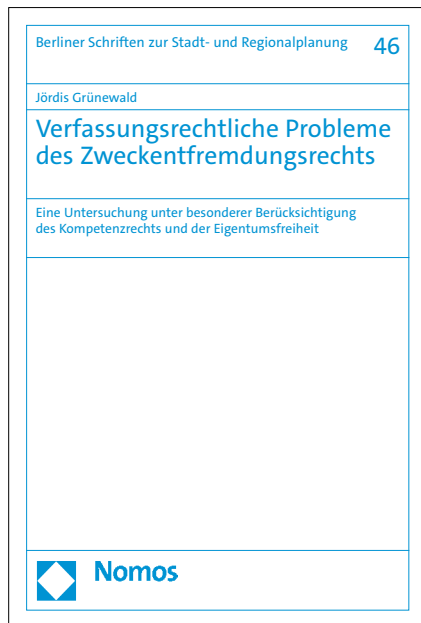 Berliner Schriften zur Stadt- und Regionalplanung 46
Jördis Grünewald
Verfassungsrechtliche Probleme
des Zweckentfremdungsrechts
Eine Untersuchung unter besonderer Berücksichtigung
des Kompetenzrechts und der Eigentumsfreiheit
Nomos